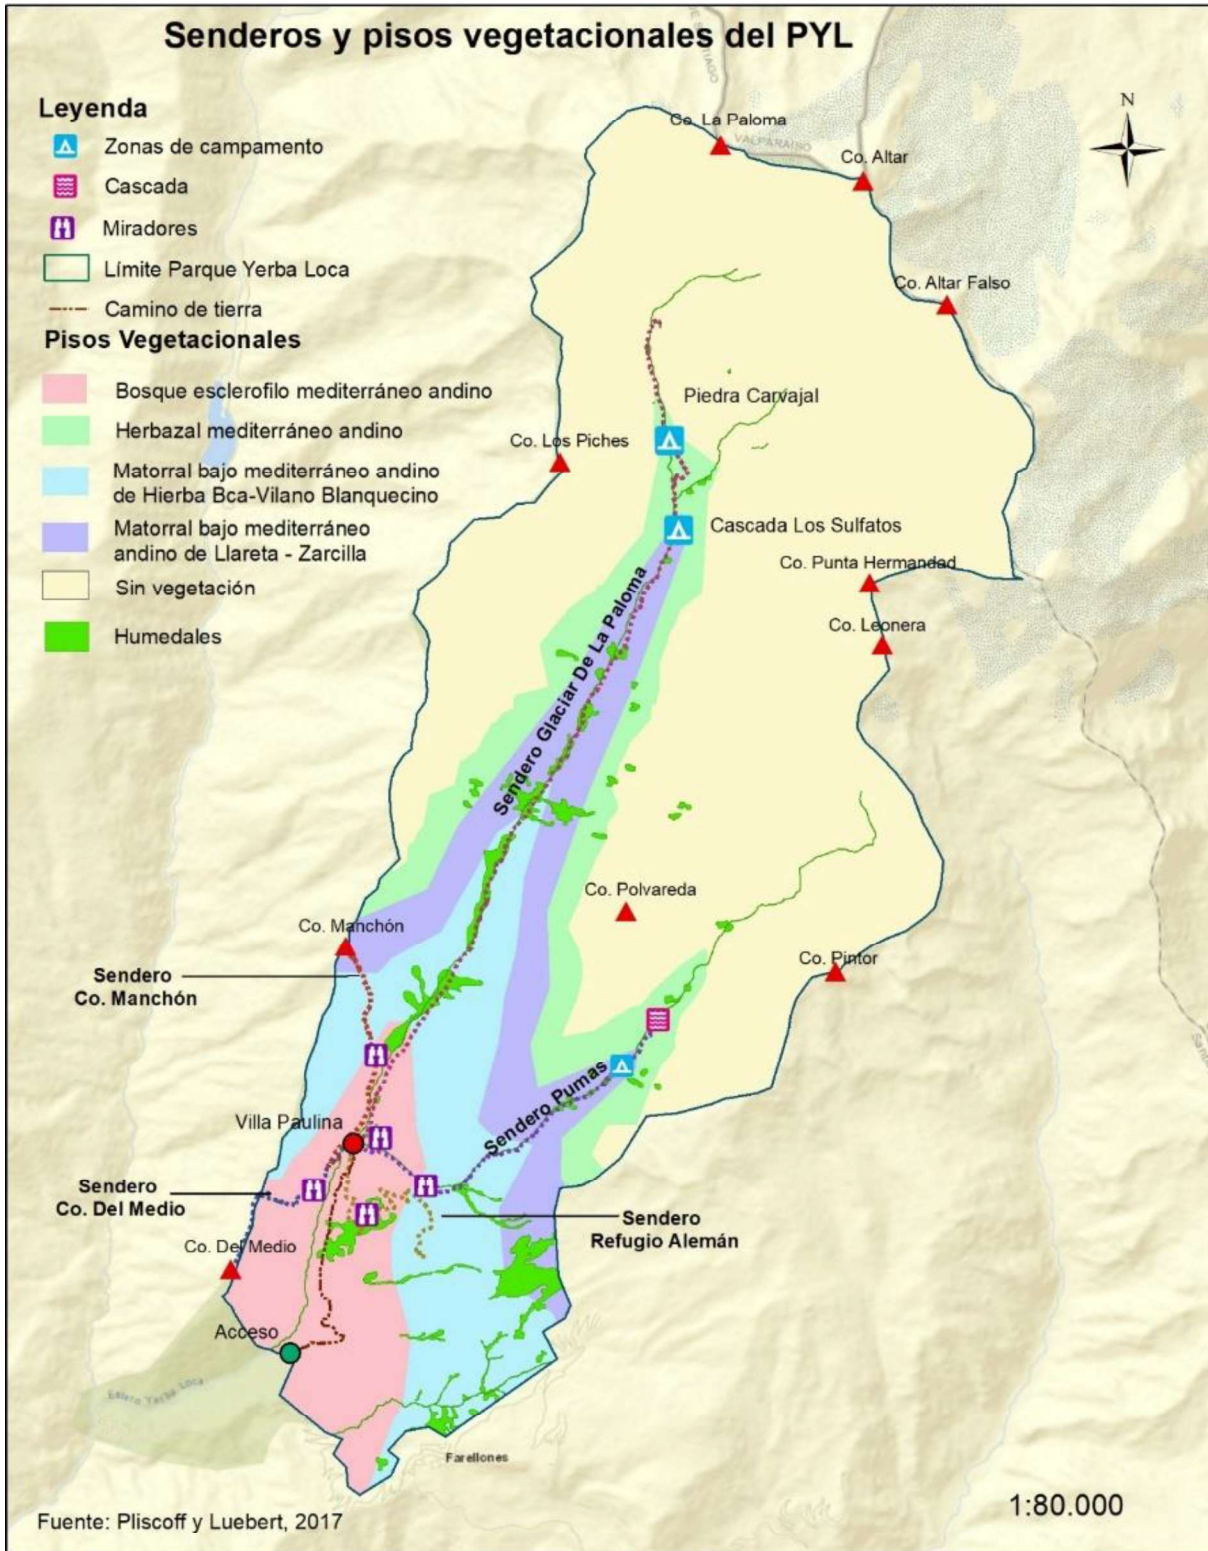 Senderos y pisos vegetacionales del PYL
Leyenda
Zonas de campamento
Cascada
Miradores
Límite Parque Yerba Loca
Camino de tierra
Pisos Vegetacionales
Bosque esclerofilo mediterráneo andino
Herbazal mediterráneo andino
Matorral bajo mediterráneo andino
de Hierba Bca-Vilano Blanquecino
Matorral bajo mediterráneo
andino de Llareta - Zarcilla
Sin vegetación
Humedales
N
Co. La Paloma
VALPARAISO
Co. Altar
Co. Altar Falso
Piedra Carvajal
Co. Los Piches
Cascada Los Sulfatos
Co. Punta Hermandad
Co. Leonera
Sendero Glaciar De La Paloma
Co. Polvareda
Co. Manchón
Co. Pintor
Sendero
Co. Manchón
Sendero Pumas
Villa Paulina
Sendero
Co. Del Medio
Sendero
Refugio Alemán
Co. Del Medio
Acceso
Estero Yerba Loca
Farellones
1:80.000
Fuente: Pliscoff y Luebert, 2017